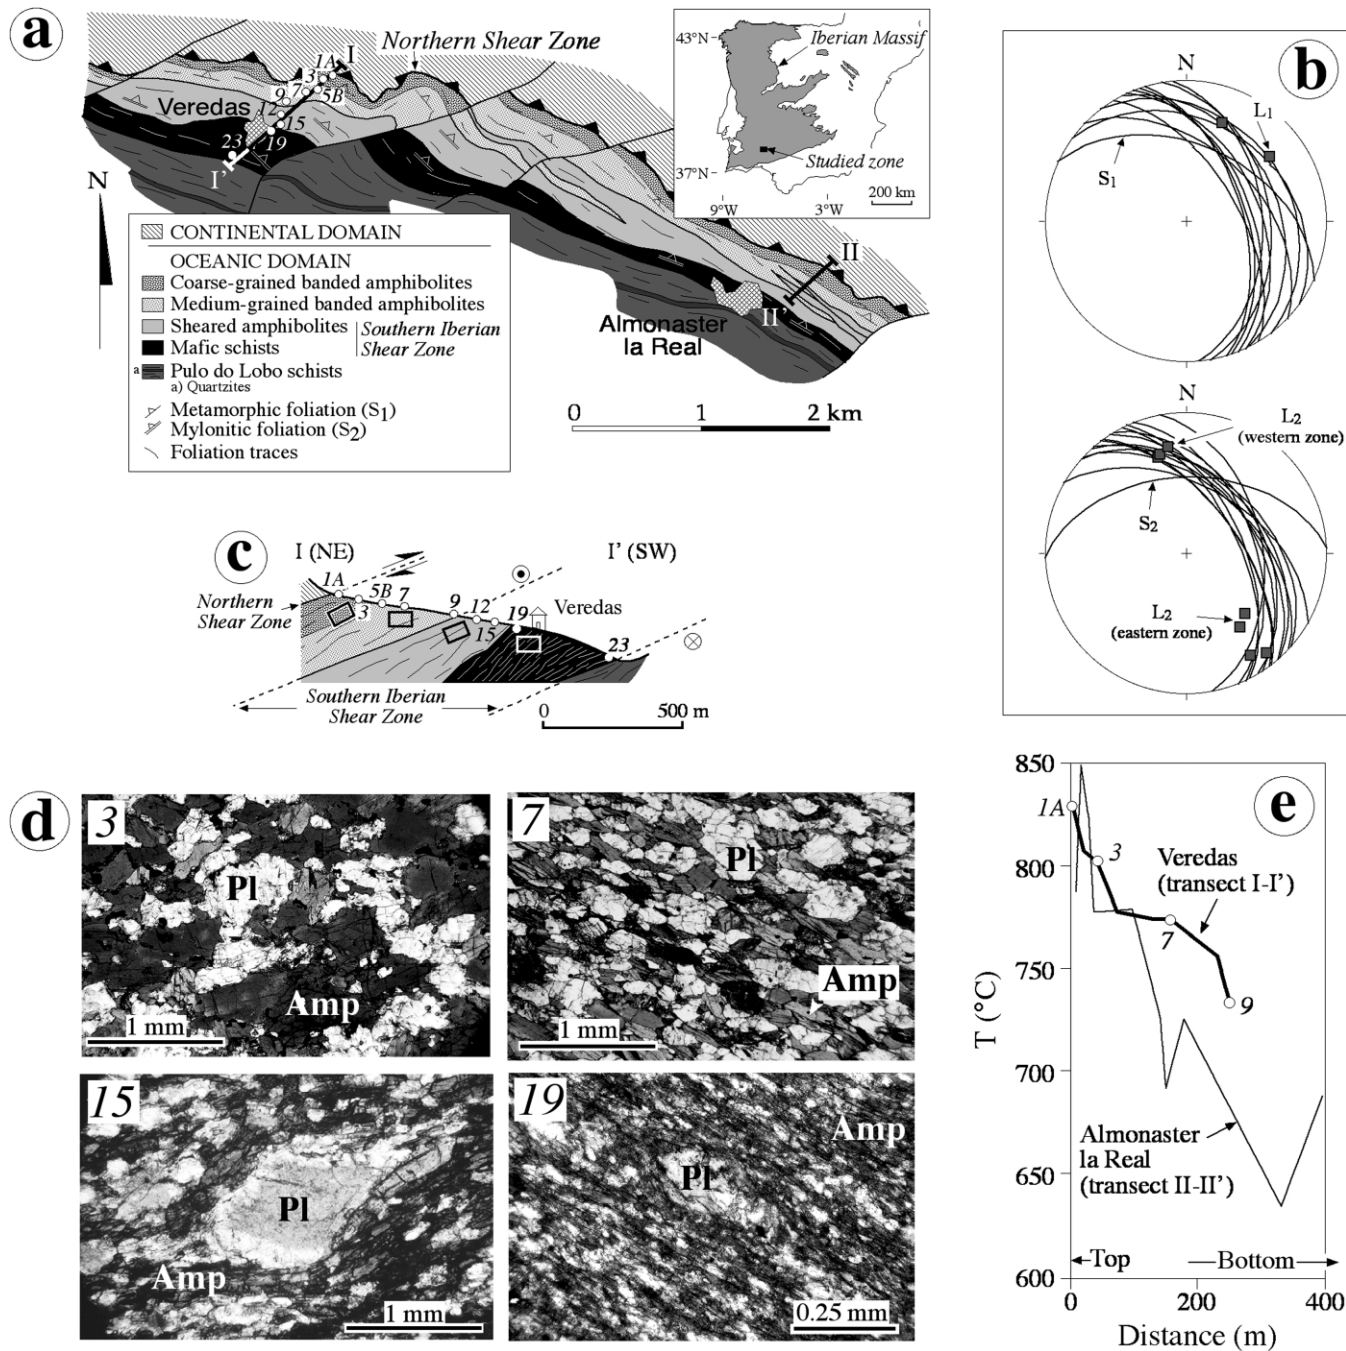 a
Northern Shear Zone
I
1A
3
7
5B
9
12
15
19
23
Veredas
I'
N
43°N
Iberian Massif
Studied zone
37°N
200 km
9°W
3°W
II
II'
Almonaster
la Real
CONTINENTAL DOMAIN
OCEANIC DOMAIN
Coarse-grained banded amphibolites
Medium-grained banded amphibolites
Sheared amphibolites
Mafic schists
Southern Iberian
Shear Zone
a
Pulo do Lobo schists
a) Quartzites
Metamorphic foliation (S1)
Mylonitic foliation (S2)
Foliation traces
0 1 2 km
b
N
L1
S1
N
L2
(western zone)
S2
L2
(eastern zone)
c
I (NE)
I' (SW)
1A
3
5B
7
9
12
15
19
23
Northern
Shear Zone
Veredas
Southern Iberian
Shear Zone
0 500 m
d
3
Pl
Amp
1 mm
7
Pl
Amp
1 mm
15
Pl
Amp
1 mm
19
Amp
Pl
0.25 mm
e
850
800
750
700
650
600
T (°C)
1A
3
7
9
Veredas
(transect I-I')
Almonaster
la Real
(transect II-II')
Top
Bottom
0 200 400
Distance (m)